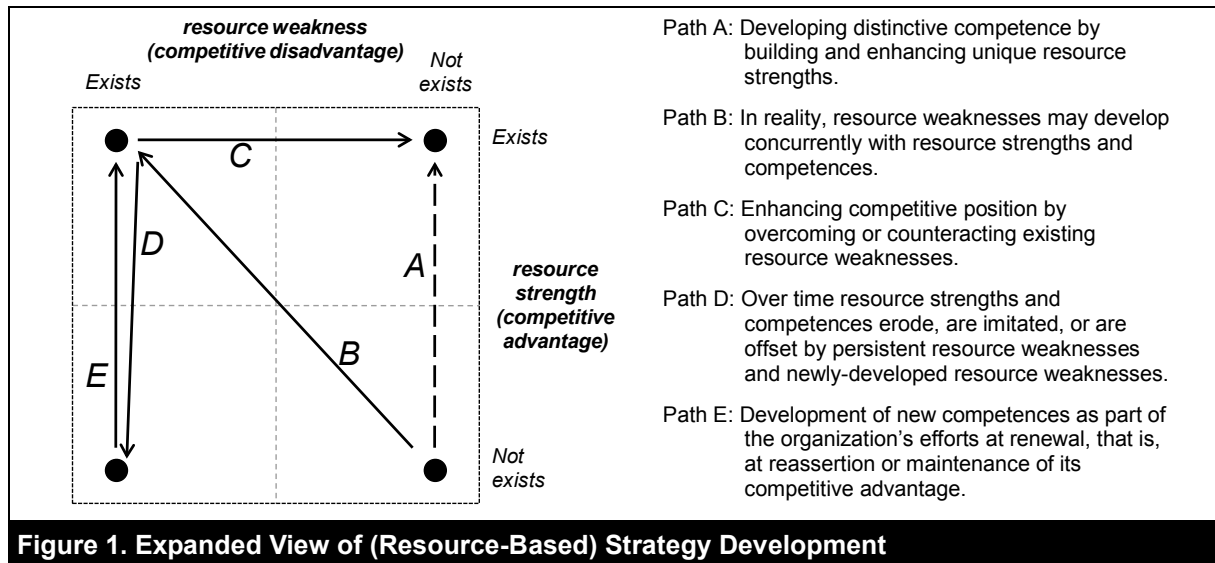 resource weakness
(competitive disadvantage)
Exists
Not
exists
Exists
C
D
A
resource
strength
(competitive
advantage)
B
E
Not
exists
Path A: Developing distinctive competence by
building and enhancing unique resource
strengths.
Path B: In reality, resource weaknesses may develop
concurrently with resource strengths and
competences.
Path C: Enhancing competitive position by
overcoming or counteracting existing
resource weaknesses.
Path D: Over time resource strengths and
competences erode, are imitated, or are
offset by persistent resource weaknesses
and newly-developed resource weaknesses.
Path E: Development of new competences as part of
the organization’s efforts at renewal, that is,
at reassertion or maintenance of its
competitive advantage.
Figure 1. Expanded View of (Resource-Based) Strategy Development